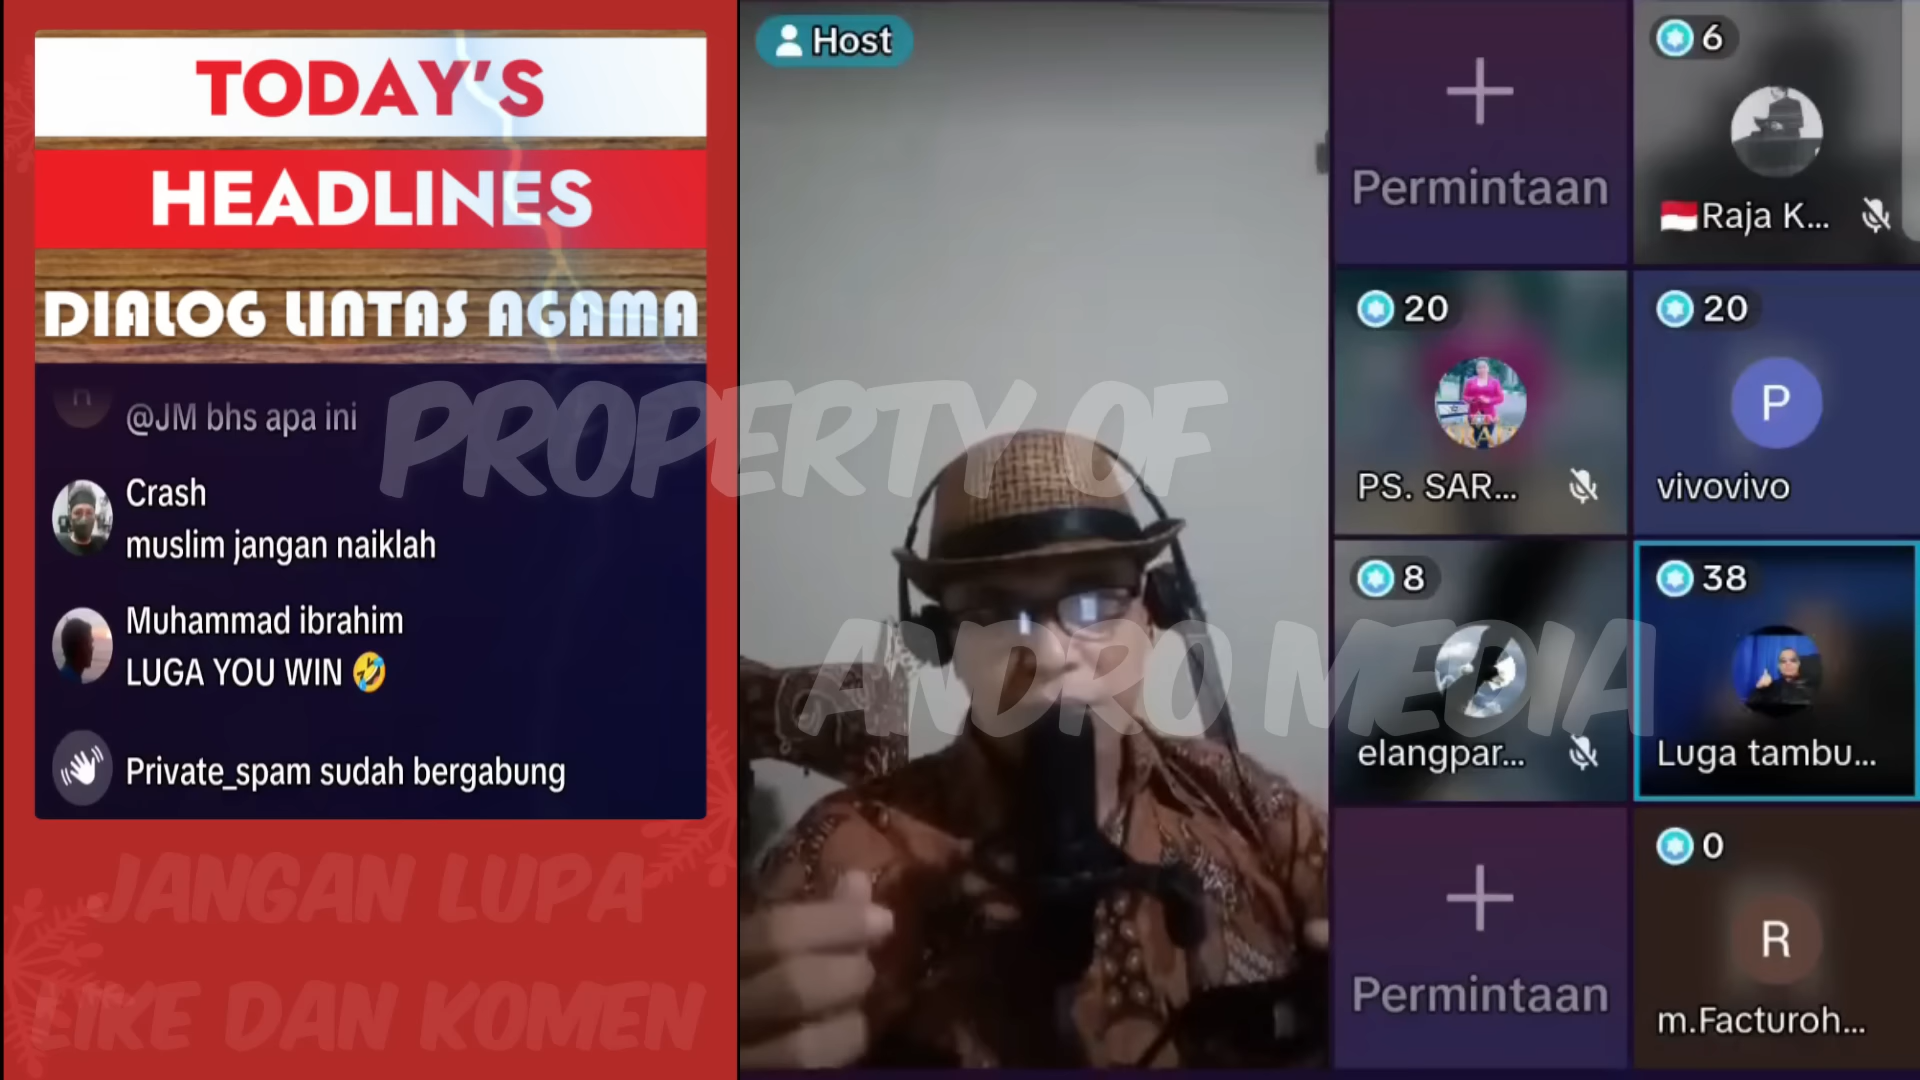 TODAY'S
HEADLINES
DIALOG LINTAS AGAMA
@JM bhs apa ini
Crash
muslim jangan naiklah
Muhammad ibrahim
LUGA YOU WIN 🤣
Private_spam sudah bergabung
JANGAN LUPA
LIKE DAN KOMEN
PROPERTY OF
ANDRO MEDIA
Host
Permintaan
6
🇮🇩Raja K...
20
PS. SAR...
20
P
vivovivo
8
elangpar...
38
Luga tambu...
Permintaan
0
R
m.Facturoh...